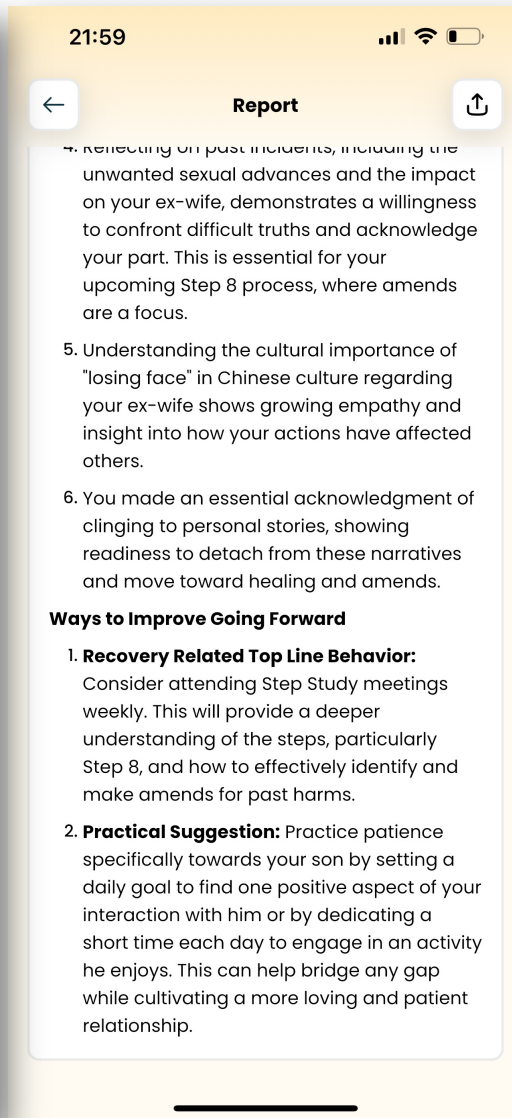 21:59
Report
4. Reflecting on past incidents, including the
unwanted sexual advances and the impact
on your ex-wife, demonstrates a willingness
to confront difficult truths and acknowledge
your part. This is essential for your
upcoming Step 8 process, where amends
are a focus.
5. Understanding the cultural importance of
"losing face" in Chinese culture regarding
your ex-wife shows growing empathy and
insight into how your actions have affected
others.
6. You made an essential acknowledgment of
clinging to personal stories, showing
readiness to detach from these narratives
and move toward healing and amends.
Ways to Improve Going Forward
1. Recovery Related Top Line Behavior:
Consider attending Step Study meetings
weekly. This will provide a deeper
understanding of the steps, particularly
Step 8, and how to effectively identify and
make amends for past harms.
2. Practical Suggestion: Practice patience
specifically towards your son by setting a
daily goal to find one positive aspect of your
interaction with him or by dedicating a
short time each day to engage in an activity
he enjoys. This can help bridge any gap
while cultivating a more loving and patient
relationship.